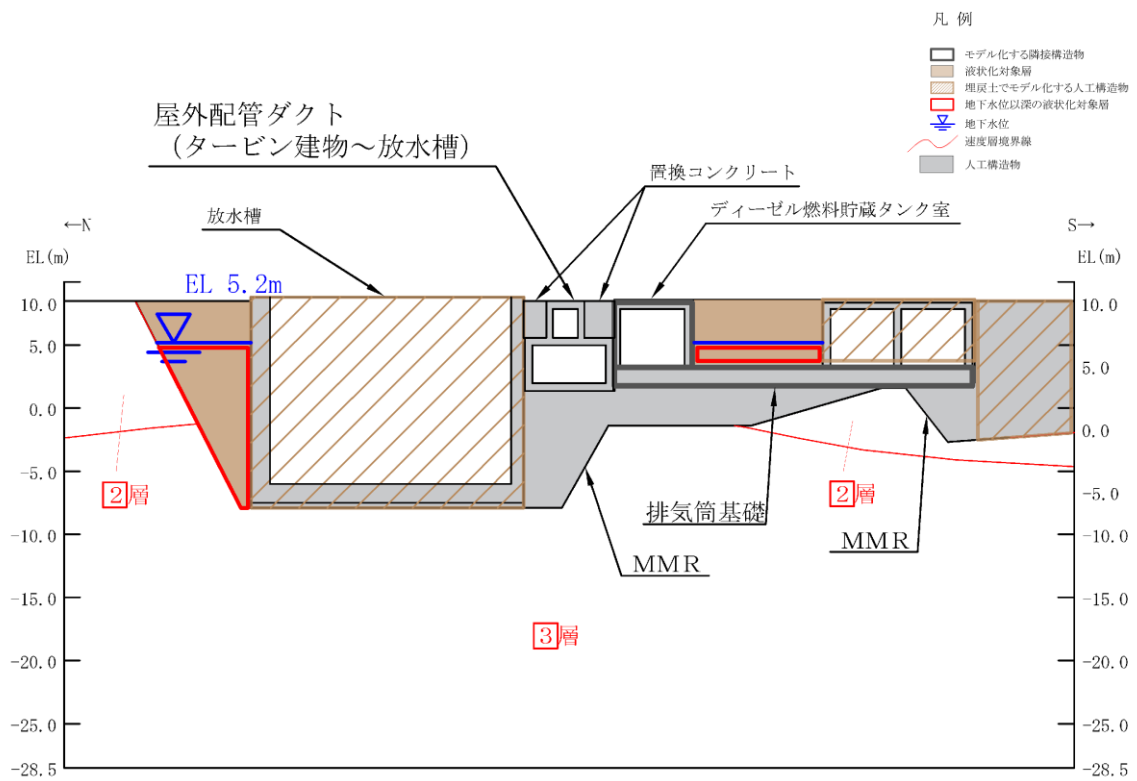 凡 例
モデル化する隣接構造物
液状化対象層
埋戻土でモデル化する人工構造物
地下水位以深の液状化対象層
地下水位
速度層境界線
人工構造物
屋外配管ダクト
（タービン建物～放水槽）
置換コンクリート
ディーゼル燃料貯蔵タンク室
放水槽
←N
S→
EL(m)
EL(m)
EL 5.2m
10.0
5.0
0.0
-5.0
-10.0
-15.0
-20.0
-25.0
-28.5
10.0
5.0
0.0
-5.0
-10.0
-15.0
-20.0
-25.0
-28.5
2層
2層
排気筒基礎
MMR
MMR
3層